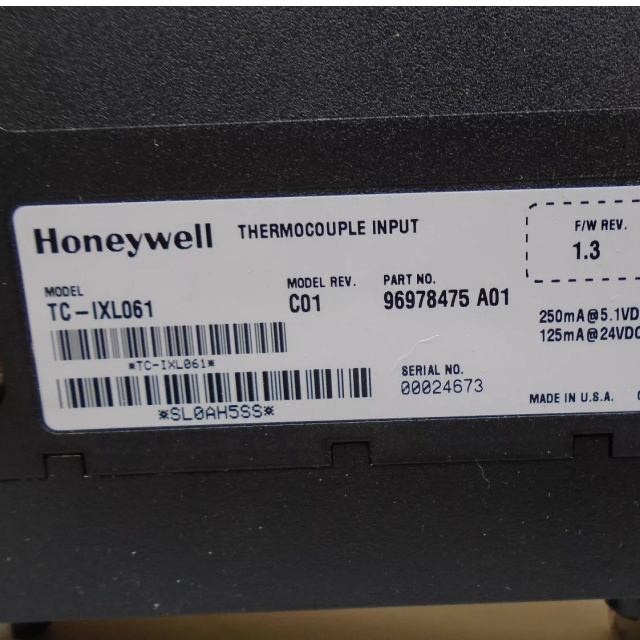 Honeywell THERMOCOUPLE INPUT
F/W REV.
1.3
MODEL
TC-IXL061
MODEL REV.
C01
PART NO.
96978475 A01
250mA@5.1VD
125mA@24VDC
*TC-IXL061*
SERIAL NO.
00024673
*SL0AH5SS*
MADE IN U.S.A.